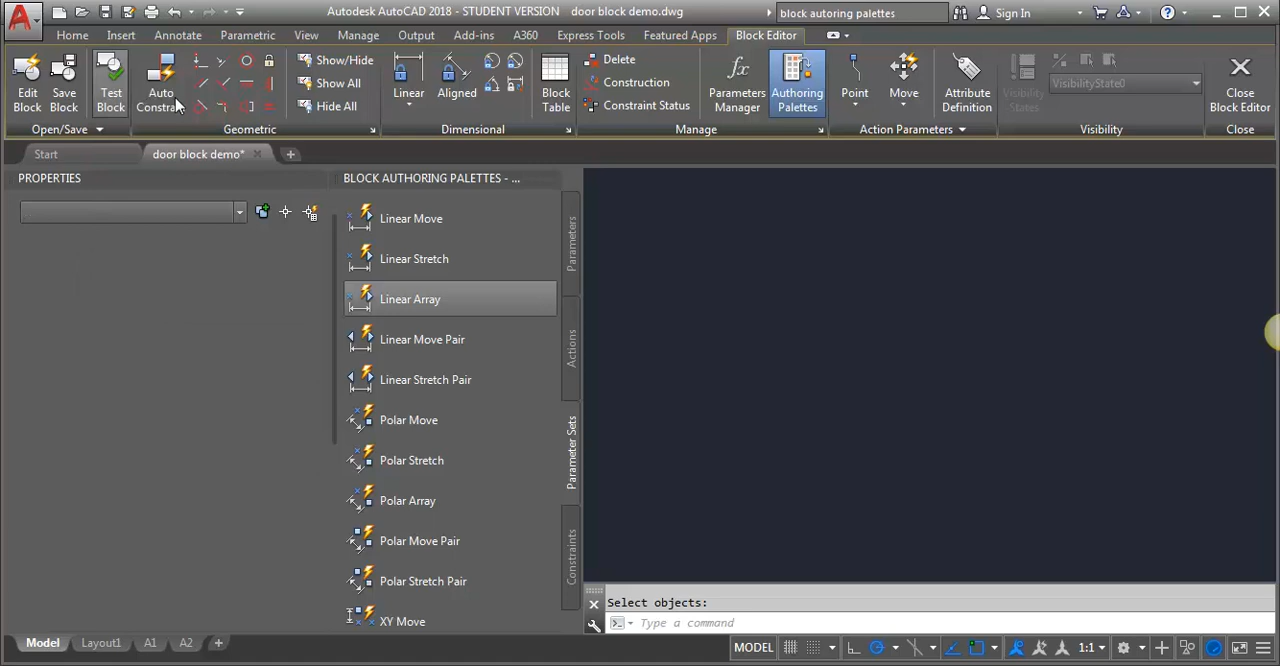 Autodesk AutoCAD 2018 - STUDENT VERSION door block demo.dwg
block autoring palettes
Sign In
Home Insert Annotate Parametric View Manage Output Add-ins A360 Express Tools Featured Apps Block Editor
Edit Block
Save Block
Test Block
Open/Save
Auto
Constrai
Geometric
Show/Hide
Show All
Hide All
Linear
Aligned
Dimensional
Block Table
Delete
Construction
Constraint Status
Parameters Manager
Authoring Palettes
Manage
Point
Move
Attribute Definition
Action Parameters
Visibility States
VisibilityState0
Visibility
Close Block Editor
Close
Start
door block demo*
PROPERTIES
BLOCK AUTHORING PALETTES - ...
Linear Move
Linear Stretch
Linear Array
Linear Move Pair
Linear Stretch Pair
Polar Move
Polar Stretch
Polar Array
Polar Move Pair
Polar Stretch Pair
XY Move
Parameters
Actions
Parameter Sets
Constraints
Select objects:
Type a command
Model Layout1 A1 A2
MODEL
1:1